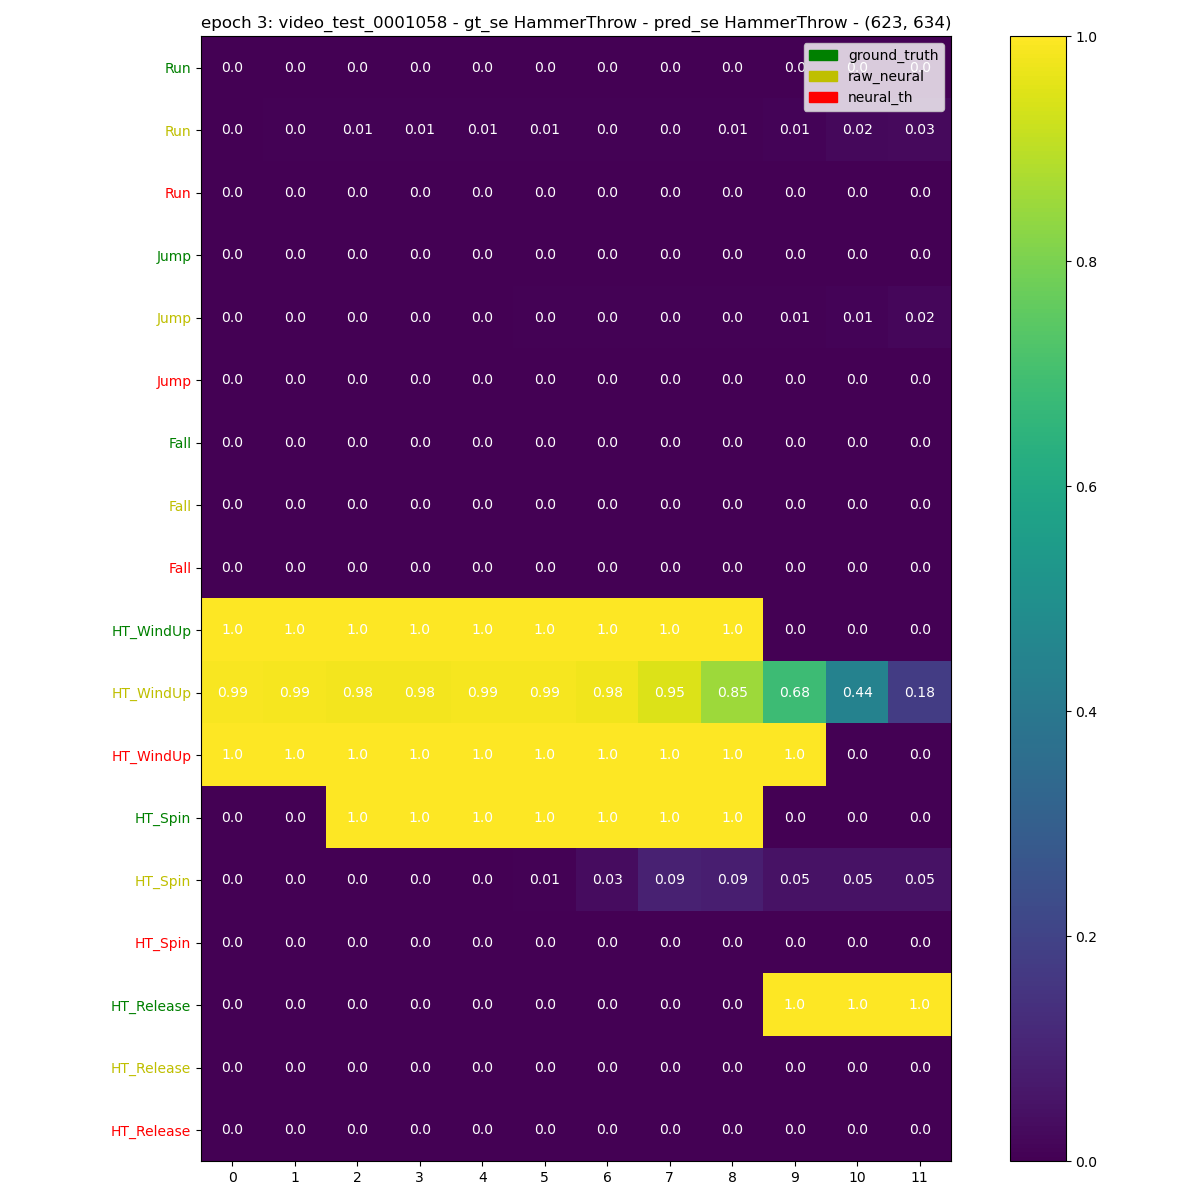 epoch 3: video_test_0001058 - gt_se HammerThrow - pred_se HammerThrow - (623, 634)
ground_truth
raw_neural
neural_th
Run 0.0 0.0 0.0 0.0 0.0 0.0 0.0 0.0 0.0 0.0 0.0 0.0
Run 0.0 0.0 0.01 0.01 0.01 0.01 0.0 0.0 0.01 0.01 0.02 0.03
Run 0.0 0.0 0.0 0.0 0.0 0.0 0.0 0.0 0.0 0.0 0.0 0.0
Jump 0.0 0.0 0.0 0.0 0.0 0.0 0.0 0.0 0.0 0.0 0.0 0.0
Jump 0.0 0.0 0.0 0.0 0.0 0.0 0.0 0.0 0.0 0.01 0.01 0.02
Jump 0.0 0.0 0.0 0.0 0.0 0.0 0.0 0.0 0.0 0.0 0.0 0.0
Fall 0.0 0.0 0.0 0.0 0.0 0.0 0.0 0.0 0.0 0.0 0.0 0.0
Fall 0.0 0.0 0.0 0.0 0.0 0.0 0.0 0.0 0.0 0.0 0.0 0.0
Fall 0.0 0.0 0.0 0.0 0.0 0.0 0.0 0.0 0.0 0.0 0.0 0.0
HT_WindUp 1.0 1.0 1.0 1.0 1.0 1.0 1.0 1.0 1.0 0.0 0.0 0.0
HT_WindUp 0.99 0.99 0.98 0.98 0.99 0.99 0.98 0.95 0.85 0.68 0.44 0.18
HT_WindUp 1.0 1.0 1.0 1.0 1.0 1.0 1.0 1.0 1.0 1.0 0.0 0.0
HT_Spin 0.0 0.0 1.0 1.0 1.0 1.0 1.0 1.0 1.0 0.0 0.0 0.0
HT_Spin 0.0 0.0 0.0 0.0 0.0 0.01 0.03 0.09 0.09 0.05 0.05 0.05
HT_Spin 0.0 0.0 0.0 0.0 0.0 0.0 0.0 0.0 0.0 0.0 0.0 0.0
HT_Release 0.0 0.0 0.0 0.0 0.0 0.0 0.0 0.0 0.0 1.0 1.0 1.0
HT_Release 0.0 0.0 0.0 0.0 0.0 0.0 0.0 0.0 0.0 0.0 0.0 0.0
HT_Release 0.0 0.0 0.0 0.0 0.0 0.0 0.0 0.0 0.0 0.0 0.0 0.0
0 1 2 3 4 5 6 7 8 9 10 11
1.0
0.8
0.6
0.4
0.2
0.0